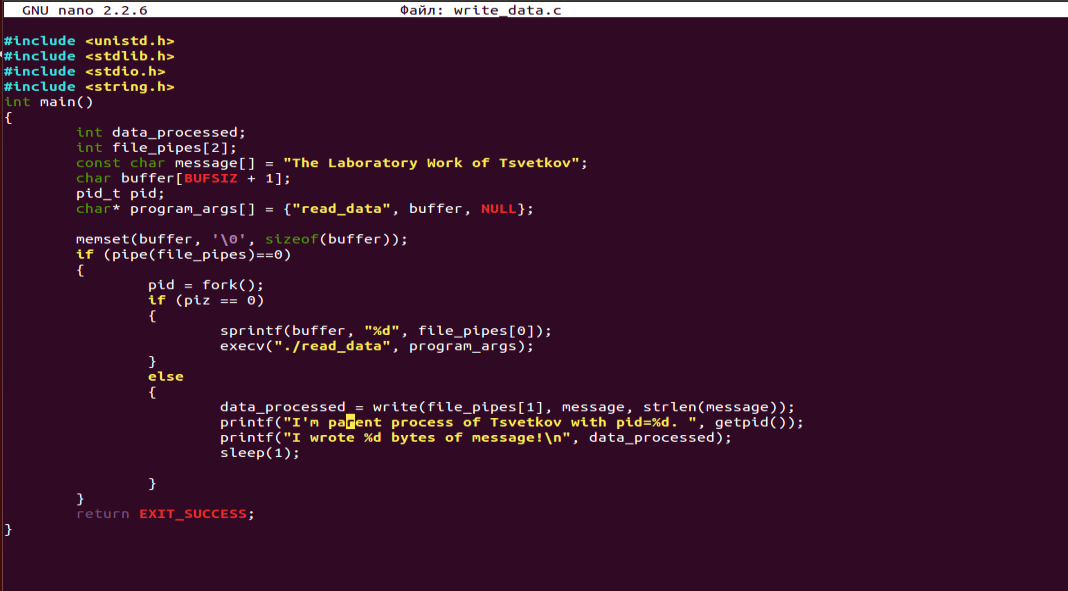 GNU nano 2.2.6 Файл: write_data.c
#include <unistd.h>
#include <stdlib.h>
#include <stdio.h>
#include <string.h>
int main()
{
int data_processed;
int file_pipes[2];
const char message[] = "The Laboratory Work of Tsvetkov";
char buffer[BUFSIZ + 1];
pid_t pid;
char* program_args[] = {"read_data", buffer, NULL};
memset(buffer, '\0', sizeof(buffer));
if (pipe(file_pipes)==0)
{
pid = fork();
if (piz == 0)
{
sprintf(buffer, "%d", file_pipes[0]);
execv("./read_data", program_args);
}
else
{
data_processed = write(file_pipes[1], message, strlen(message));
printf("I'm parent process of Tsvetkov with pid=%d. ", getpid());
printf("I wrote %d bytes of message!\n", data_processed);
sleep(1);
}
}
return EXIT_SUCCESS;
}